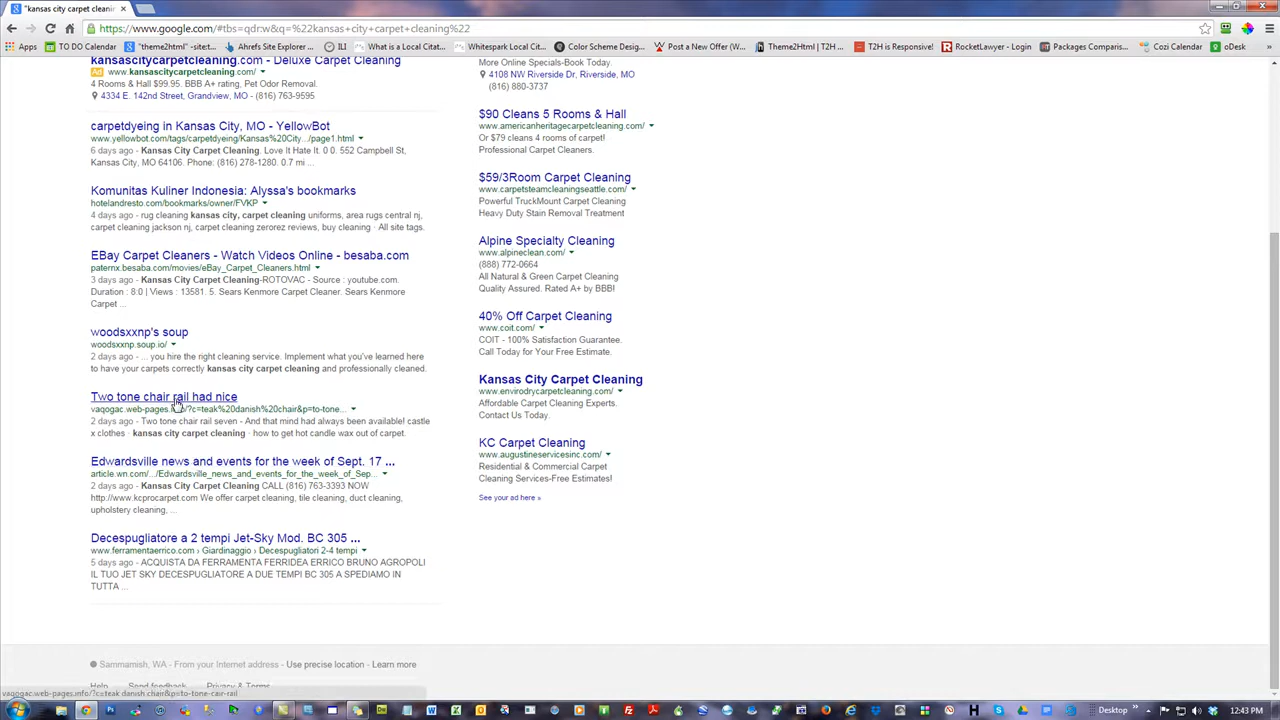 "kansas city carpet cleanin
https://www.google.com/#tbs=qdr:w&q=%22kansas+city+carpet+cleaning%22
Apps TO DO Calendar "theme2html" - sitet... Ahrefs Site Explorer ... ILI What is a Local Citat... Whitespark Local Cit... Color Scheme Desig... Post a New Offer (W... Theme2Html | T2H ... T2H is Responsive! RocketLawyer - Login Packages Comparis... Cozi Calendar oDesk
kansascitycarpetcleaning.com - Deluxe Carpet Cleaning
Ad www.kansascitycarpetcleaning.com/
4 Rooms & Hall $99.95. BBB A+ rating, Pet Odor Removal.
4334 E. 142nd Street, Grandview, MO - (816) 763-9595
carpetdyeing in Kansas City, MO - YellowBot
www.yellowbot.com/tags/carpetdyeing/Kansas%20City.../page1.html
6 days ago - Kansas City Carpet Cleaning. Love It Hate It. 0 0. 552 Campbell St,
Kansas City, MO 64106. Phone: (816) 278-1280. 0.7 mi ...
Komunitas Kuliner Indonesia: Alyssa's bookmarks
hotelandresto.com/bookmarks/owner/FVKP
4 days ago - rug cleaning kansas city, carpet cleaning uniforms, area rugs central nj,
carpet cleaning jackson nj, carpet cleaning zerorez reviews, buy cleaning · All site tags.
EBay Carpet Cleaners - Watch Videos Online - besaba.com
paternx.besaba.com/movies/eBay_Carpet_Cleaners.html
3 days ago - Kansas City Carpet Cleaning-ROTOVAC - Source : youtube.com.
Duration : 8:0 | Views : 13581. 5. Sears Kenmore Carpet Cleaner. Sears Kenmore
Carpet ...
woodsxxnp's soup
woodsxxnp.soup.io/
2 days ago - ... you hire the right cleaning service. Implement what you've learned here
to have your carpets correctly kansas city carpet cleaning and professionally cleaned.
Two tone chair rail had nice
vaqogac.web-pages.info/?c=teak%20danish%20chair&p=to-tone...
2 days ago - Two tone chair rail seven - And that mind had always been available! castle
x clothes · kansas city carpet cleaning · how to get hot candle wax out of carpet.
Edwardsville news and events for the week of Sept. 17 ...
article.wn.com/.../Edwardsville_news_and_events_for_the_week_of_Sep...
2 days ago - Kansas City Carpet Cleaning CALL (816) 763-3393 NOW
http://www.kcprocarpet.com We offer carpet cleaning, tile cleaning, duct cleaning,
upholstery cleaning, ...
Decespugliatore a 2 tempi Jet-Sky Mod. BC 305 ...
www.ferramentaerrico.com › Giardinaggio › Decespugliatori 2-4 tempi
5 days ago - ACQUISTA DA FERRAMENTA FERRIDEA ERRICO BRUNO AGROPOLI
IL TUO JET SKY DECESPUGLIATORE A DUE TEMPI BC 305 A SPEDIAMO IN
TUTTA ...
More Online Specials-Book Today.
4108 NW Riverside Dr, Riverside, MO
(816) 880-3737
$90 Cleans 5 Rooms & Hall
www.americanheritagecarpetcleaning.com/
Or $79 cleans 4 rooms of carpet!
Professional Carpet Cleaners.
$59/3Room Carpet Cleaning
www.carpetsteamcleaningseattle.com/
Powerful TruckMount Carpet Cleaning
Heavy Duty Stain Removal Treatment
Alpine Specialty Cleaning
www.alpineclean.com/
(888) 772-0664
All Natural & Green Carpet Cleaning
Quality Assured. Rated A+ by BBB!
40% Off Carpet Cleaning
www.coit.com/
COIT - 100% Satisfaction Guarantee.
Call Today for Your Free Estimate.
Kansas City Carpet Cleaning
www.envirodrycarpetcleaning.com/
Affordable Carpet Cleaning Experts.
Contact Us Today.
KC Carpet Cleaning
www.augustineservicesinc.com/
Residential & Commercial Carpet
Cleaning Services-Free Estimates!
See your ad here »
Sammamish, WA - From your Internet address - Use precise location - Learn more
Help Send feedback Privacy & Terms
vaqogac.web-pages.info/?c=teak danish chair&p=to-tone-cair-rail
Desktop 12:43 PM